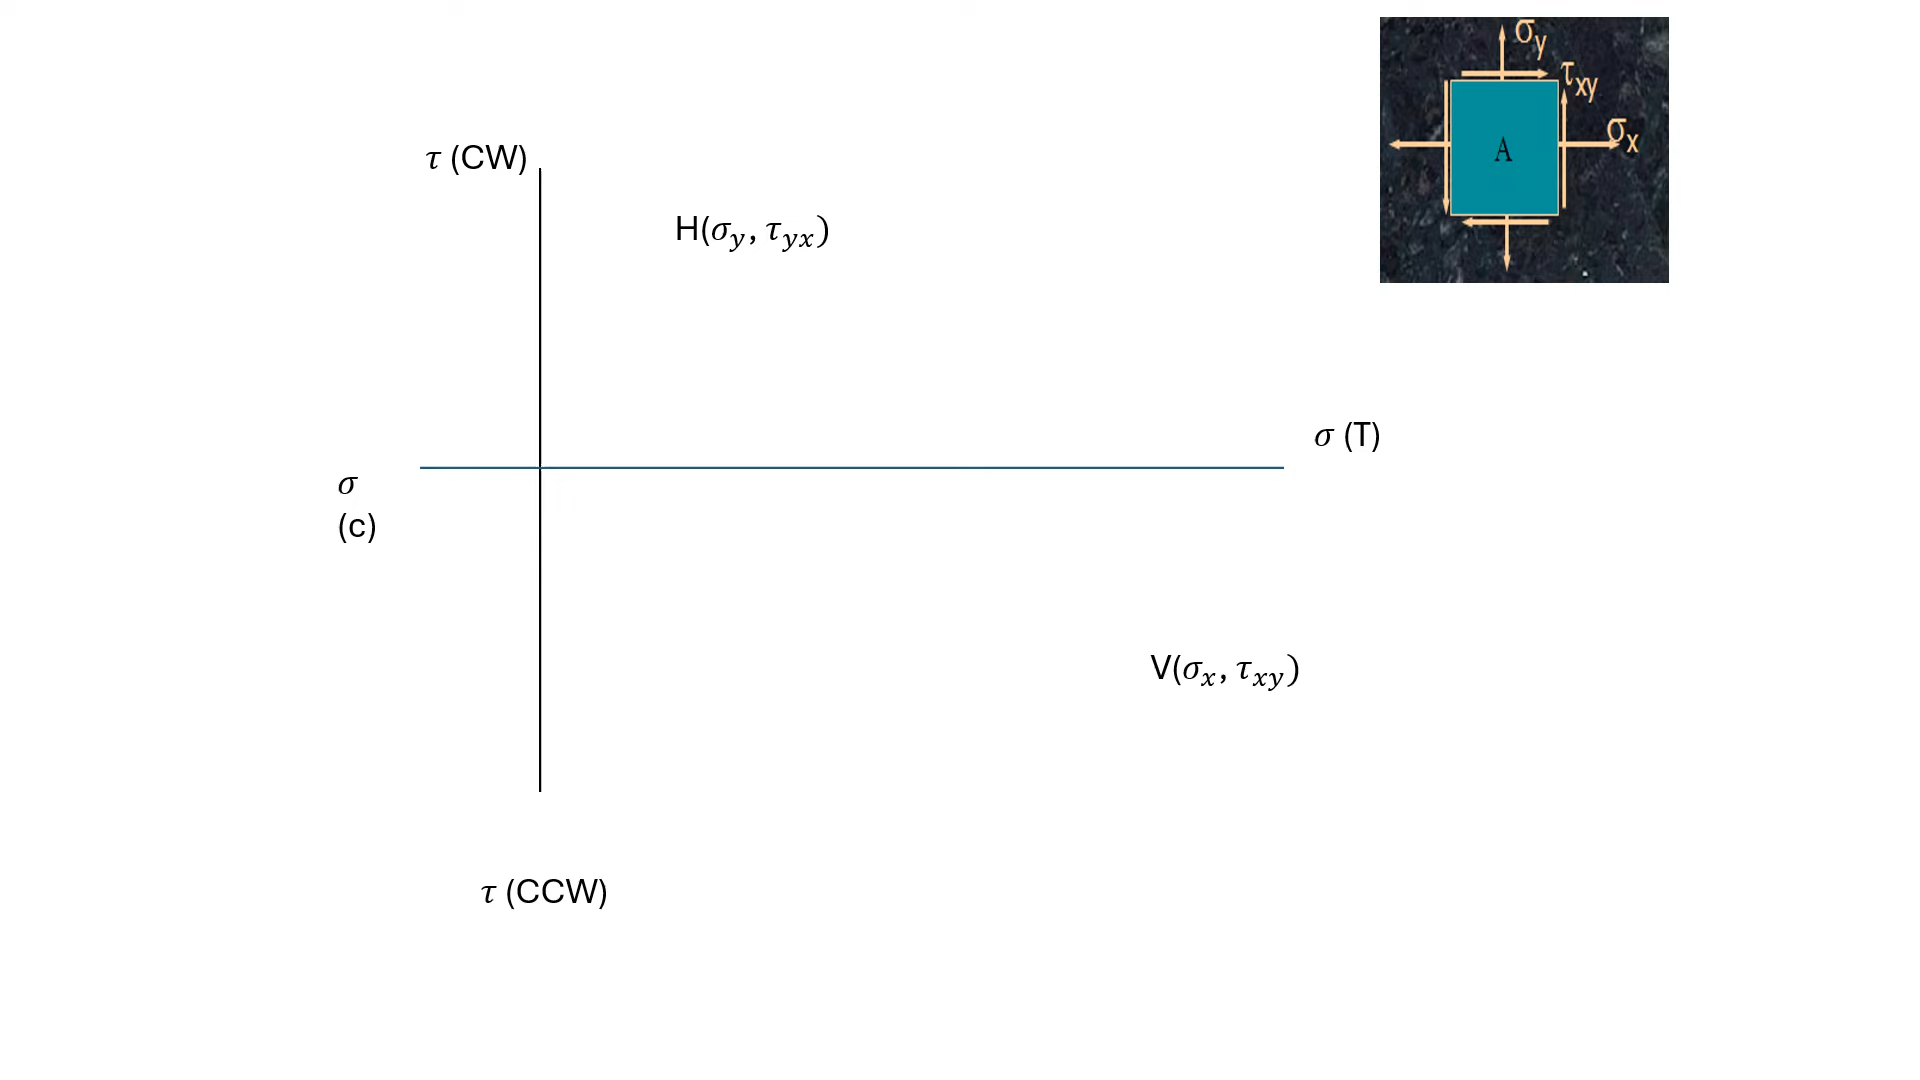 σy
τxy
σx
A
τ (CW)
H(σy, τyx)
σ (T)
σ
(c)
V(σx, τxy)
τ (CCW)